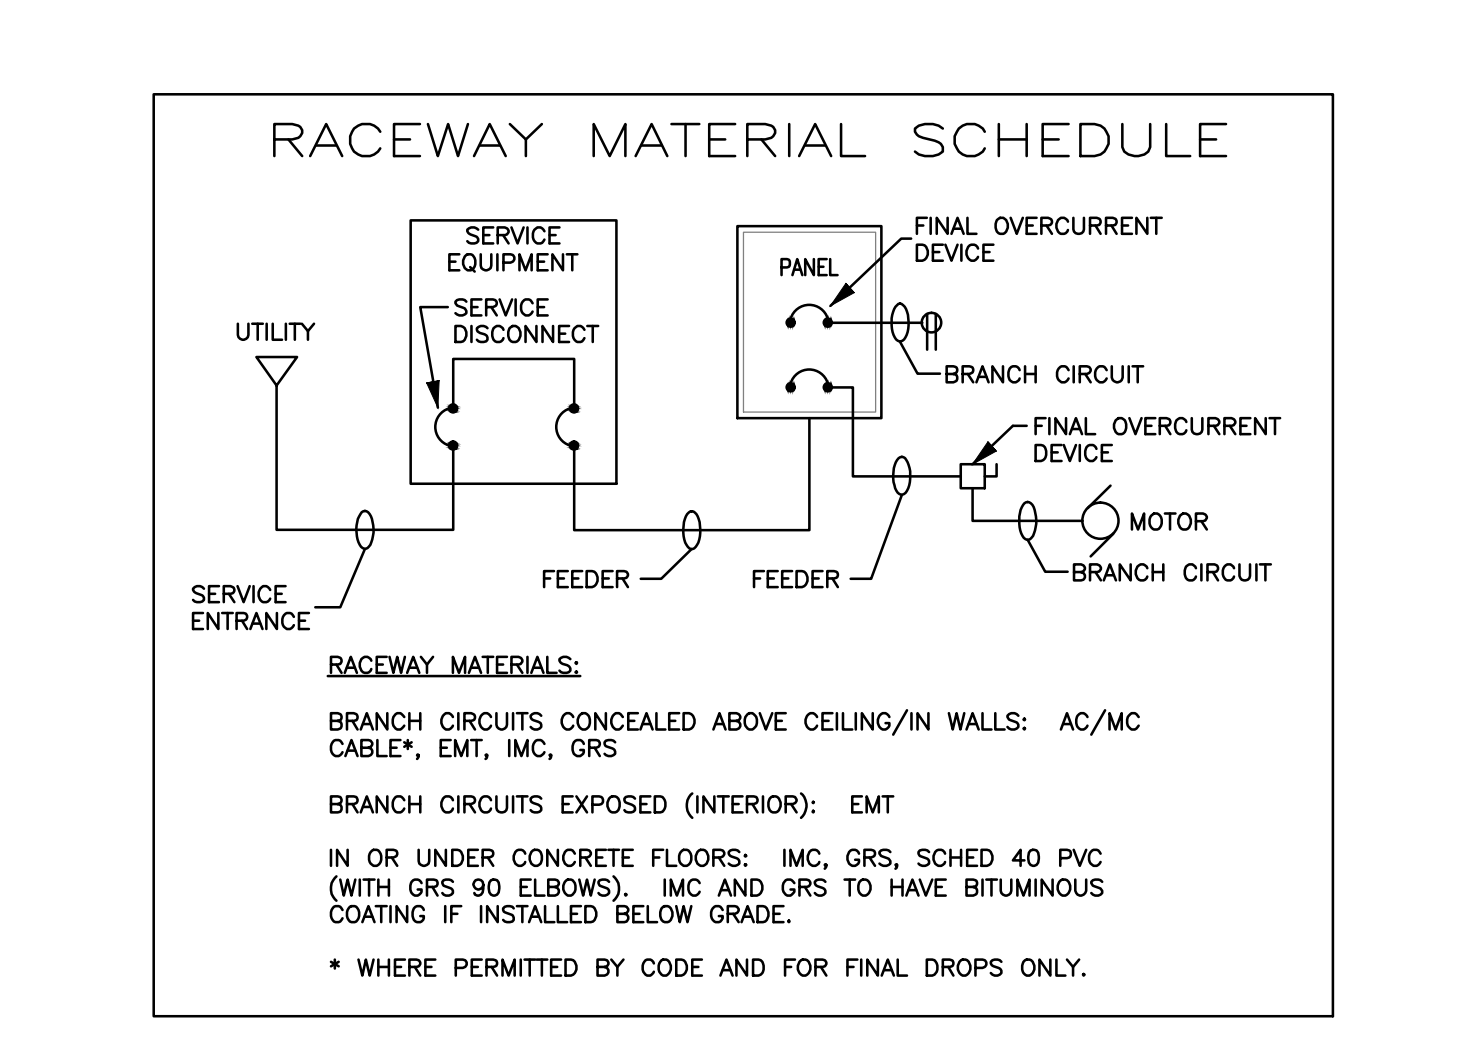 RACEWAY MATERIAL SCHEDULE
SERVICE
EQUIPMENT
SERVICE
DISCONNECT
UTILITY
PANEL
FINAL OVERCURRENT
DEVICE
BRANCH CIRCUIT
FINAL OVERCURRENT
DEVICE
MOTOR
BRANCH CIRCUIT
FEEDER
FEEDER
SERVICE
ENTRANCE
RACEWAY MATERIALS:
BRANCH CIRCUITS CONCEALED ABOVE CEILING/IN WALLS: AC/MC
CABLE*, EMT, IMC, GRS
BRANCH CIRCUITS EXPOSED (INTERIOR): EMT
IN OR UNDER CONCRETE FLOORS: IMC, GRS, SCHED 40 PVC
(WITH GRS 90 ELBOWS). IMC AND GRS TO HAVE BITUMINOUS
COATING IF INSTALLED BELOW GRADE.
* WHERE PERMITTED BY CODE AND FOR FINAL DROPS ONLY.